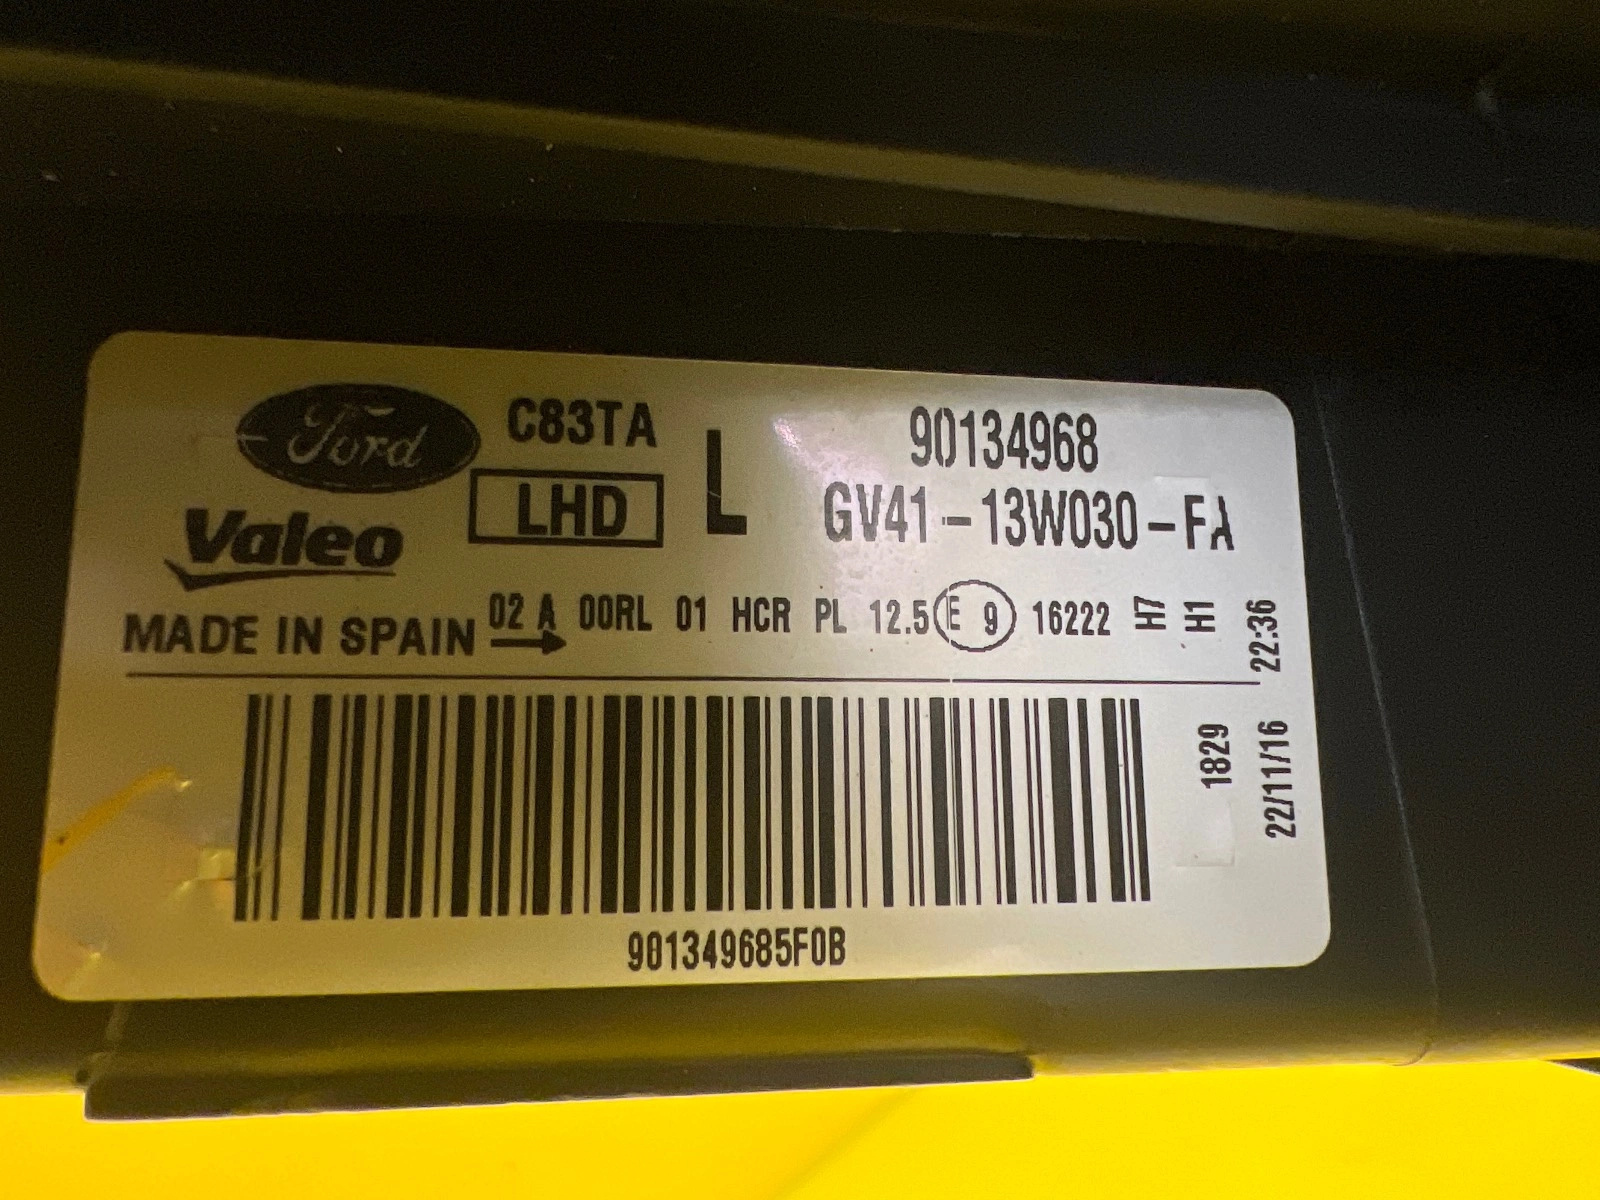 Ford
C83TA
L
90134968
Valeo
LHD
GV41-13W030-FA
MADE IN SPAIN
02 A 00RL 01 HCR PL 12.5 E 9 16222 H7 H1
22:36
1829
22/11/16
901349685F0B